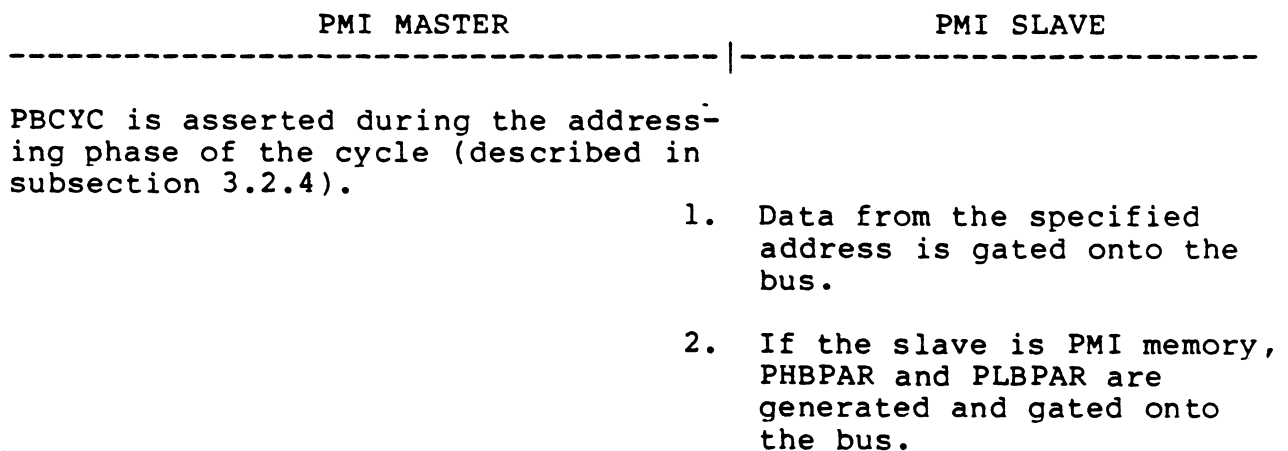 PMI MASTER PMI SLAVE
-------------------------------------|---------------------------
PBCYC is asserted during the address-
ing phase of the cycle (described in
subsection 3.2.4).
1. Data from the specified
address is gated onto the
bus.
2. If the slave is PMI memory,
PHBPAR and PLBPAR are
generated and gated onto
the bus.